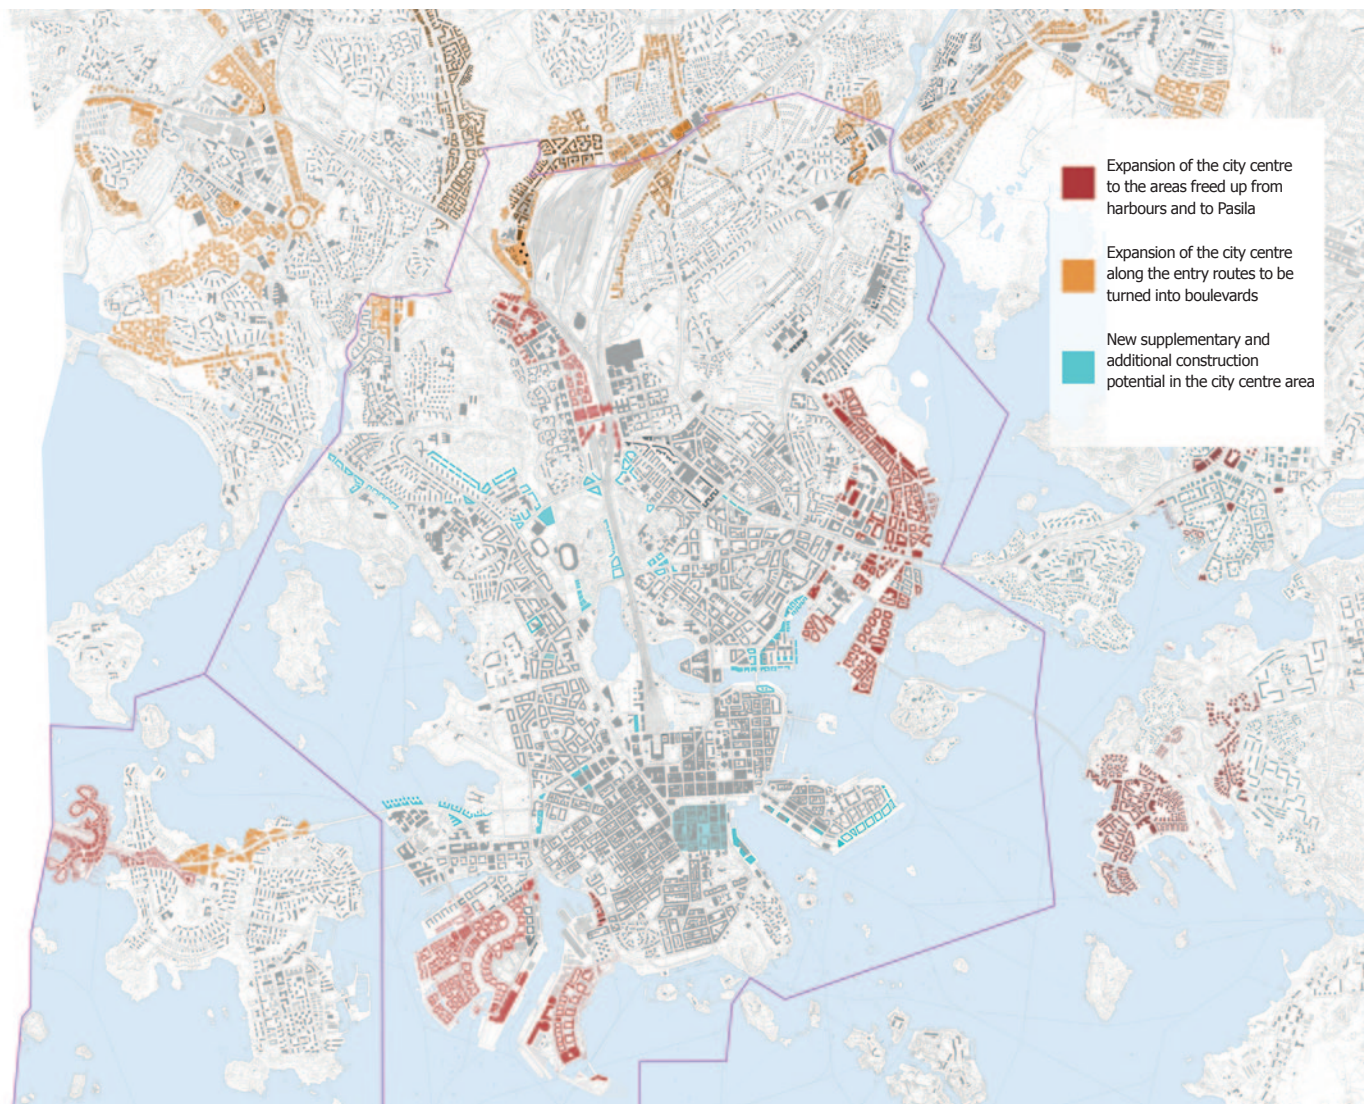 Expansion of the city centre
to the areas freed up from
harbours and to Pasila
Expansion of the city centre
along the entry routes to be
turned into boulevards
New supplementary and
additional construction
potential in the city centre area